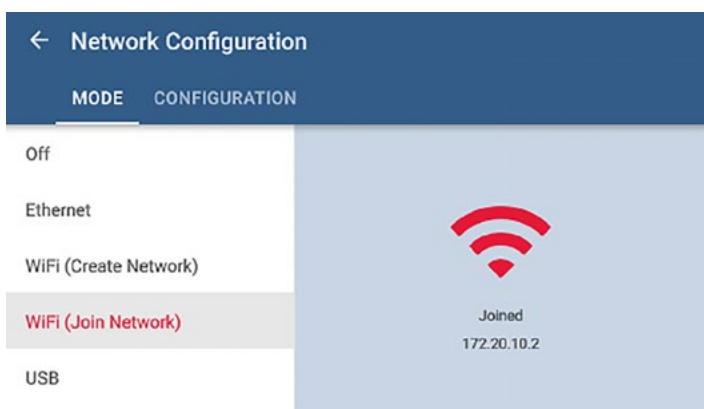 Network Configuration
MODE CONFIGURATION
Off
Ethernet
WiFi (Create Network)
WiFi (Join Network)
USB
Joined
172.20.10.2